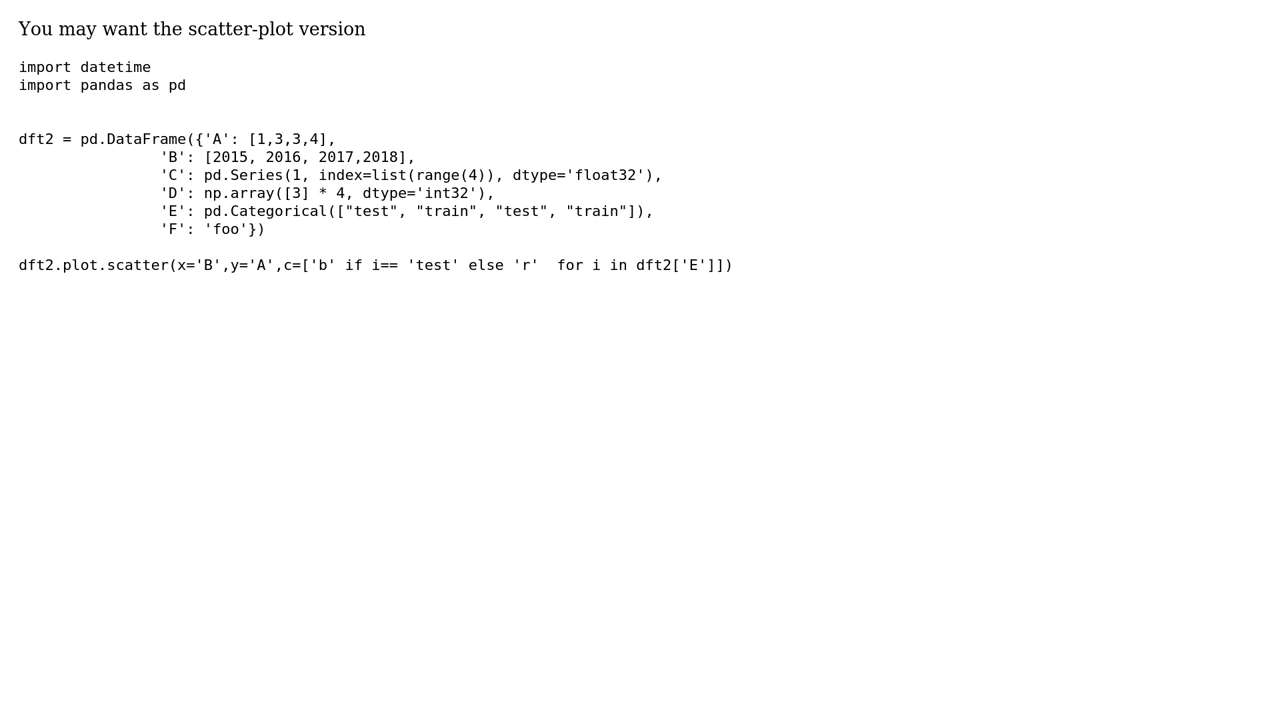 You may want the scatter-plot version
import datetime
import pandas as pd
dft2 = pd.DataFrame({'A': [1,3,3,4],
                'B': [2015, 2016, 2017,2018],
                'C': pd.Series(1, index=list(range(4)), dtype='float32'),
                'D': np.array([3] * 4, dtype='int32'),
                'E': pd.Categorical(["test", "train", "test", "train"]),
                'F': 'foo'})
dft2.plot.scatter(x='B',y='A',c=['b' if i== 'test' else 'r'  for i in dft2['E']])